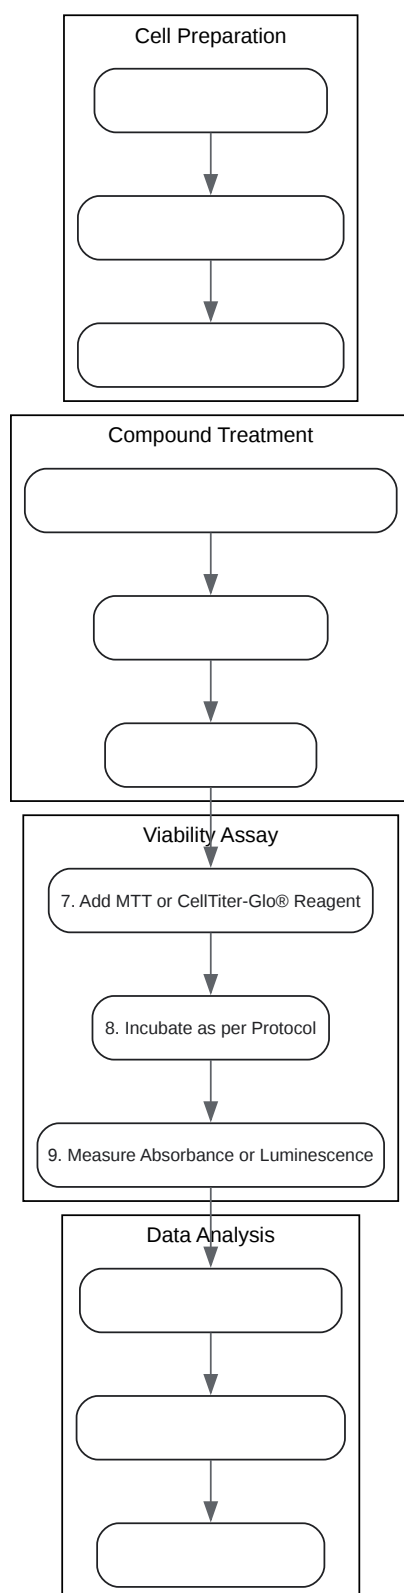 Cell Preparation
Compound Treatment
Viability Assay
7. Add MTT or CellTiter-Glo® Reagent
8. Incubate as per Protocol
9. Measure Absorbance or Luminescence
Data Analysis